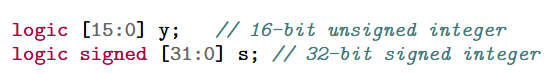 logic [15:0] y;   // 16-bit unsigned integer
logic signed [31:0] s; // 32-bit signed integer